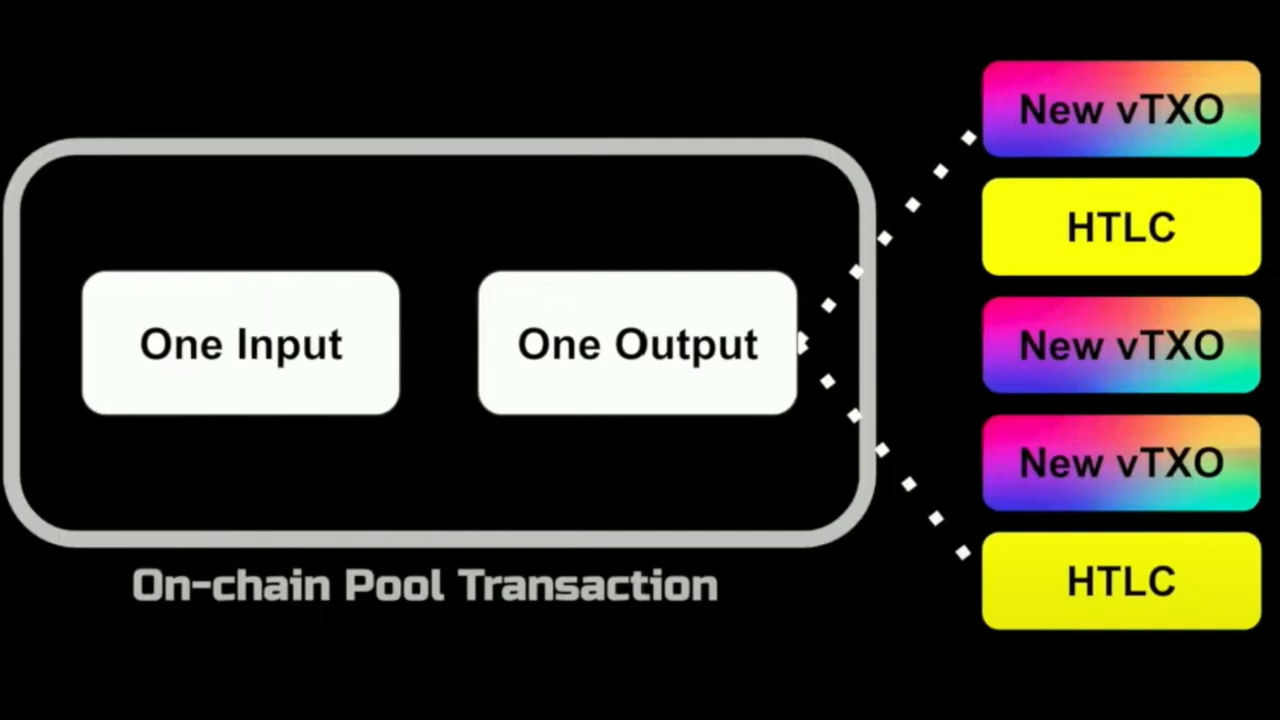 New vTXO
HTLC
One Input
One Output
New vTXO
New vTXO
HTLC
On-chain Pool Transaction